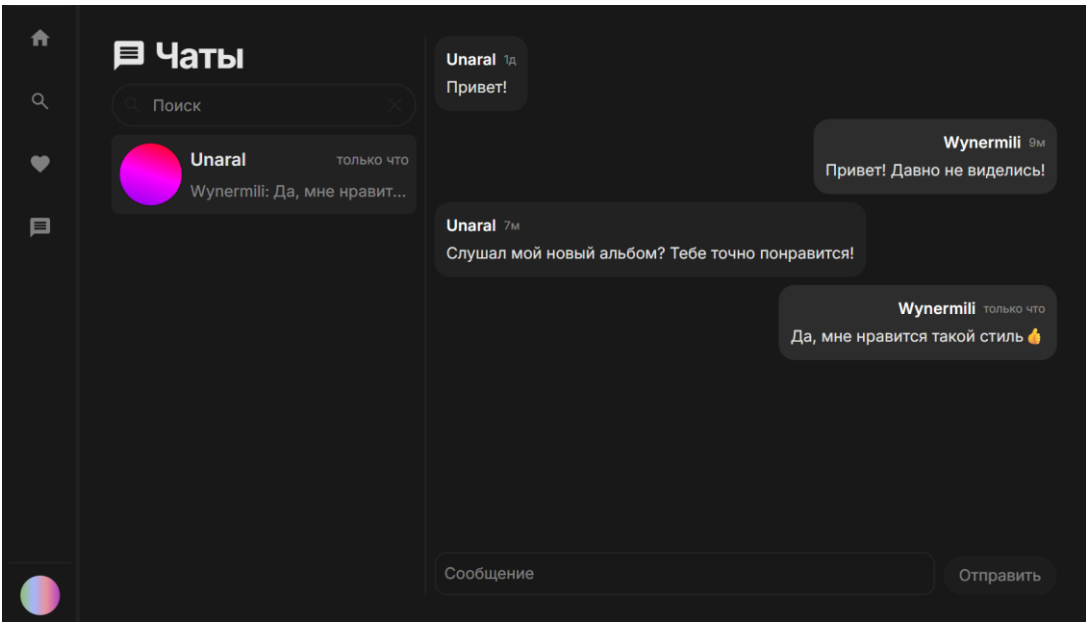 Чаты
Поиск
Unaral только что
Wynermili: Да, мне нравит...
Unaral 1д
Привет!
Wynermili 9м
Привет! Давно не виделись!
Unaral 7м
Слушал мой новый альбом? Тебе точно понравится!
Wynermili только что
Да, мне нравится такой стиль👍
Сообщение
Отправить